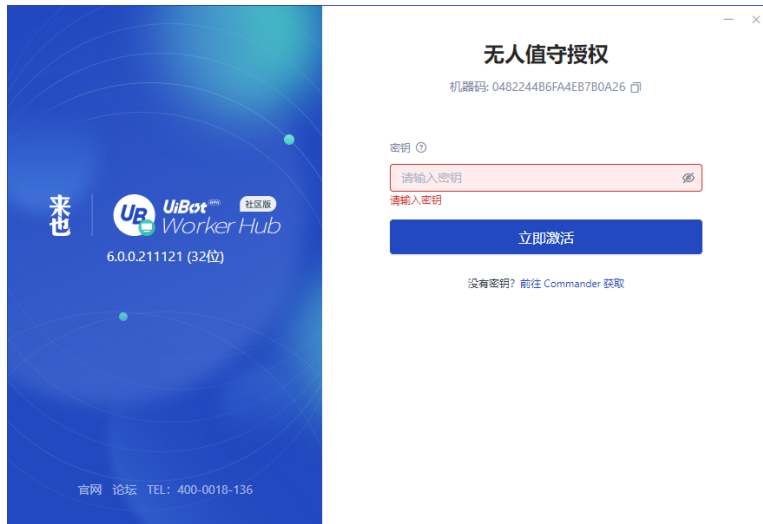 来也
UB
UiBot RPA 社区版
Worker Hub
6.0.0.211121 (32位)
官网 论坛 TEL：400-0018-136
无人值守授权
机器码: 0482244B6FA4EB7B0A26
密钥
请输入密钥
请输入密钥
立即激活
没有密钥？前往 Commander 获取